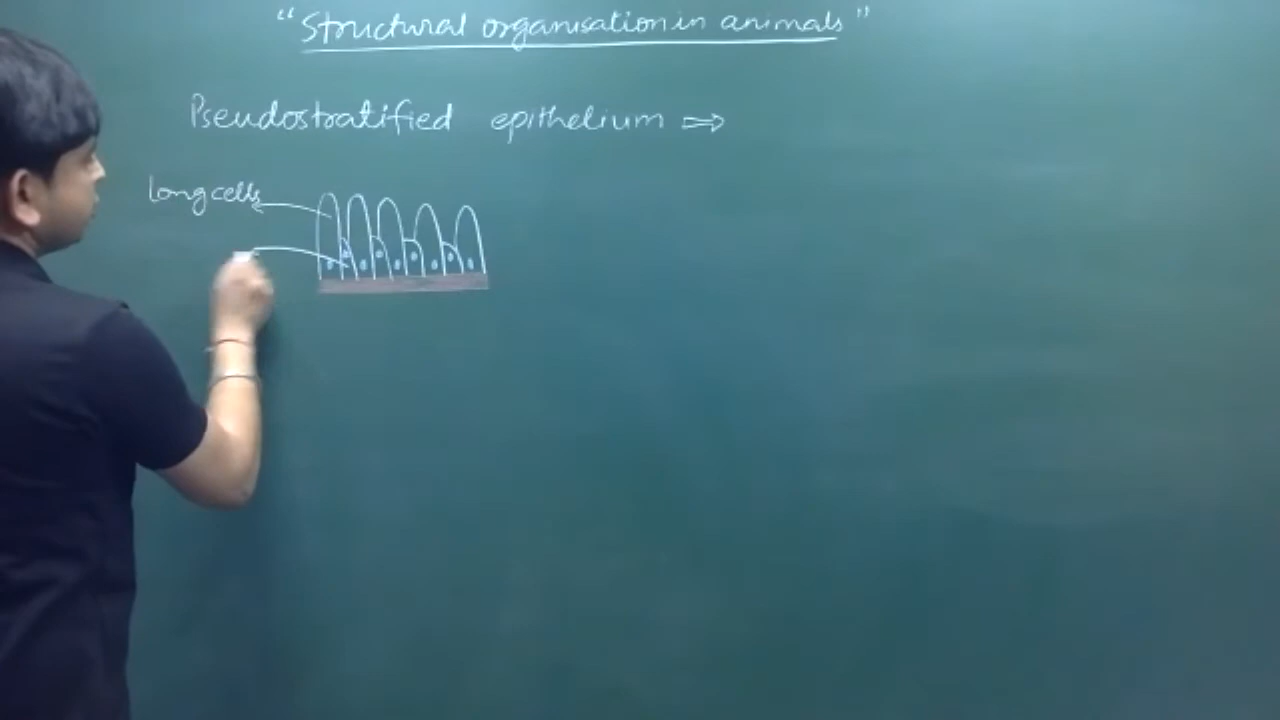 "Structural organisation in animals"
Pseudostratified epithelium ⇒
Long cells